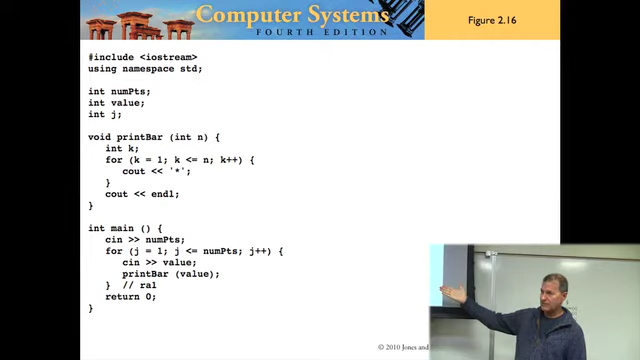 Computer Systems
FOURTH EDITION
Figure 2.16
#include <iostream>
using namespace std;
int numPts;
int value;
int j;
void printBar (int n) {
int k;
for (k = 1; k <= n; k++) {
cout << '*';
}
cout << endl;
}
int main () {
cin >> numPts;
for (j = 1; j <= numPts; j++) {
cin >> value;
printBar (value);
} // ra1
return 0;
}
© 2010 Jones and